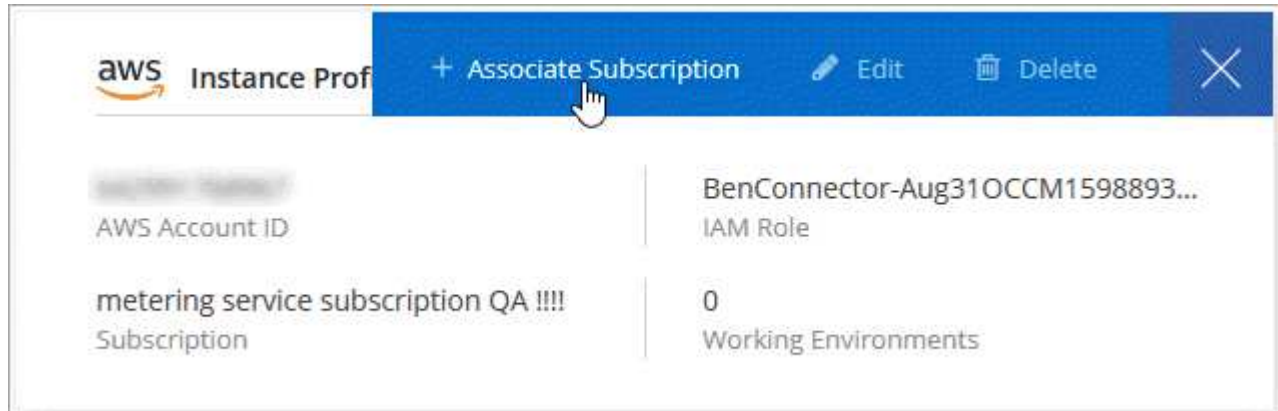 aws Instance Prof + Associate Subscription Edit Delete
AWS Account ID
BenConnector-Aug31OCCM1598893...
IAM Role
metering service subscription QA !!!!
Subscription
0
Working Environments